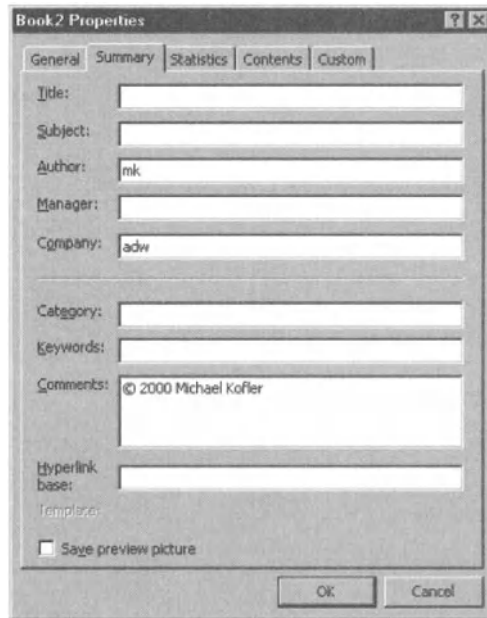 Book2 Properties
General Summary Statistics Contents Custom
Title:
Subject:
Author: mk
Manager:
Company: adw
Category:
Keywords:
Comments: © 2000 Michael Kofler
Hyperlink
base:
Template:
Save preview picture
OK Cancel